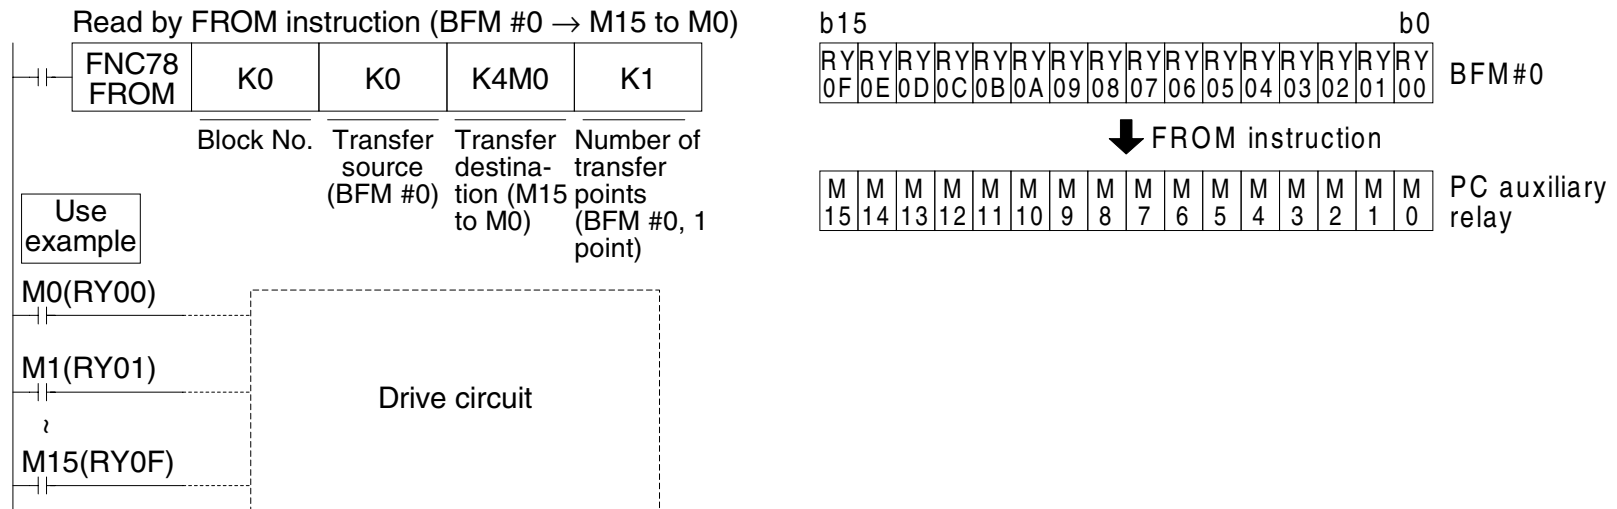 Read by FROM instruction (BFM #0 → M15 to M0)
FNC78
FROM
K0
K0
K4M0
K1
Block No.
Transfer
source
(BFM #0)
Transfer
destina-
tion (M15
to M0)
Number of
transfer
points
(BFM #0, 1
point)
b15 b0
RY RY RY RY RY RY RY RY RY RY RY RY RY RY RY RY
0F 0E 0D 0C 0B 0A 09 08 07 06 05 04 03 02 01 00
BFM#0
FROM instruction
M M M M M M M M M M M M M M M M
15 14 13 12 11 10 9 8 7 6 5 4 3 2 1 0
PC auxiliary
relay
Use
example
M0(RY00)
M1(RY01)
~
M15(RY0F)
Drive circuit